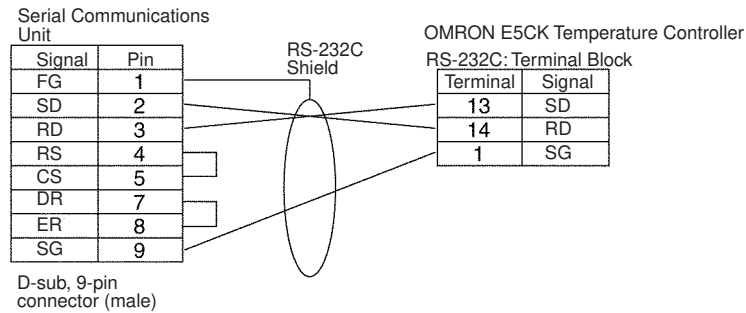 Serial Communications
Unit
OMRON E5CK Temperature Controller
RS-232C
Shield
RS-232C: Terminal Block
Signal Pin
FG 1
SD 2
RD 3
RS 4
CS 5
DR 7
ER 8
SG 9
Terminal Signal
13 SD
14 RD
1 SG
D-sub, 9-pin
connector (male)